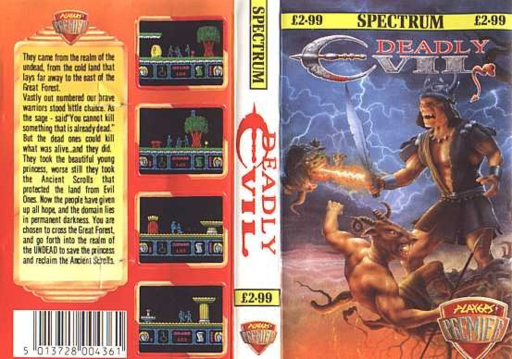 PLAYERS
PREMIER
They came from the realm of the
undead, from the cold land that
lays far away to the east of the
Great Forest.
Vastly out numbered our brave
warriors stood little chance. As
the sage - said "You cannot kill
something that is already dead."
But the dead ones could kill
what was alive..and they did.
They took the beautiful young
princess, worse still they took
the Ancient Scrolls that
protected the land from Evil
Ones. Now the people have given
up all hope, and the domain lies
in permanent darkness. You are
chosen to cross the Great Forest,
and go forth into the realm of
the UNDEAD to save the princess
and reclaim the Ancient Scrolls.
5 013728 004361
SPECTRUM
DEADLY
EVIL
£2·99
PLAYERS
PREMIER
£2·99 SPECTRUM £2·99
DEADLY
EVIL
PLAYERS
PREMIER